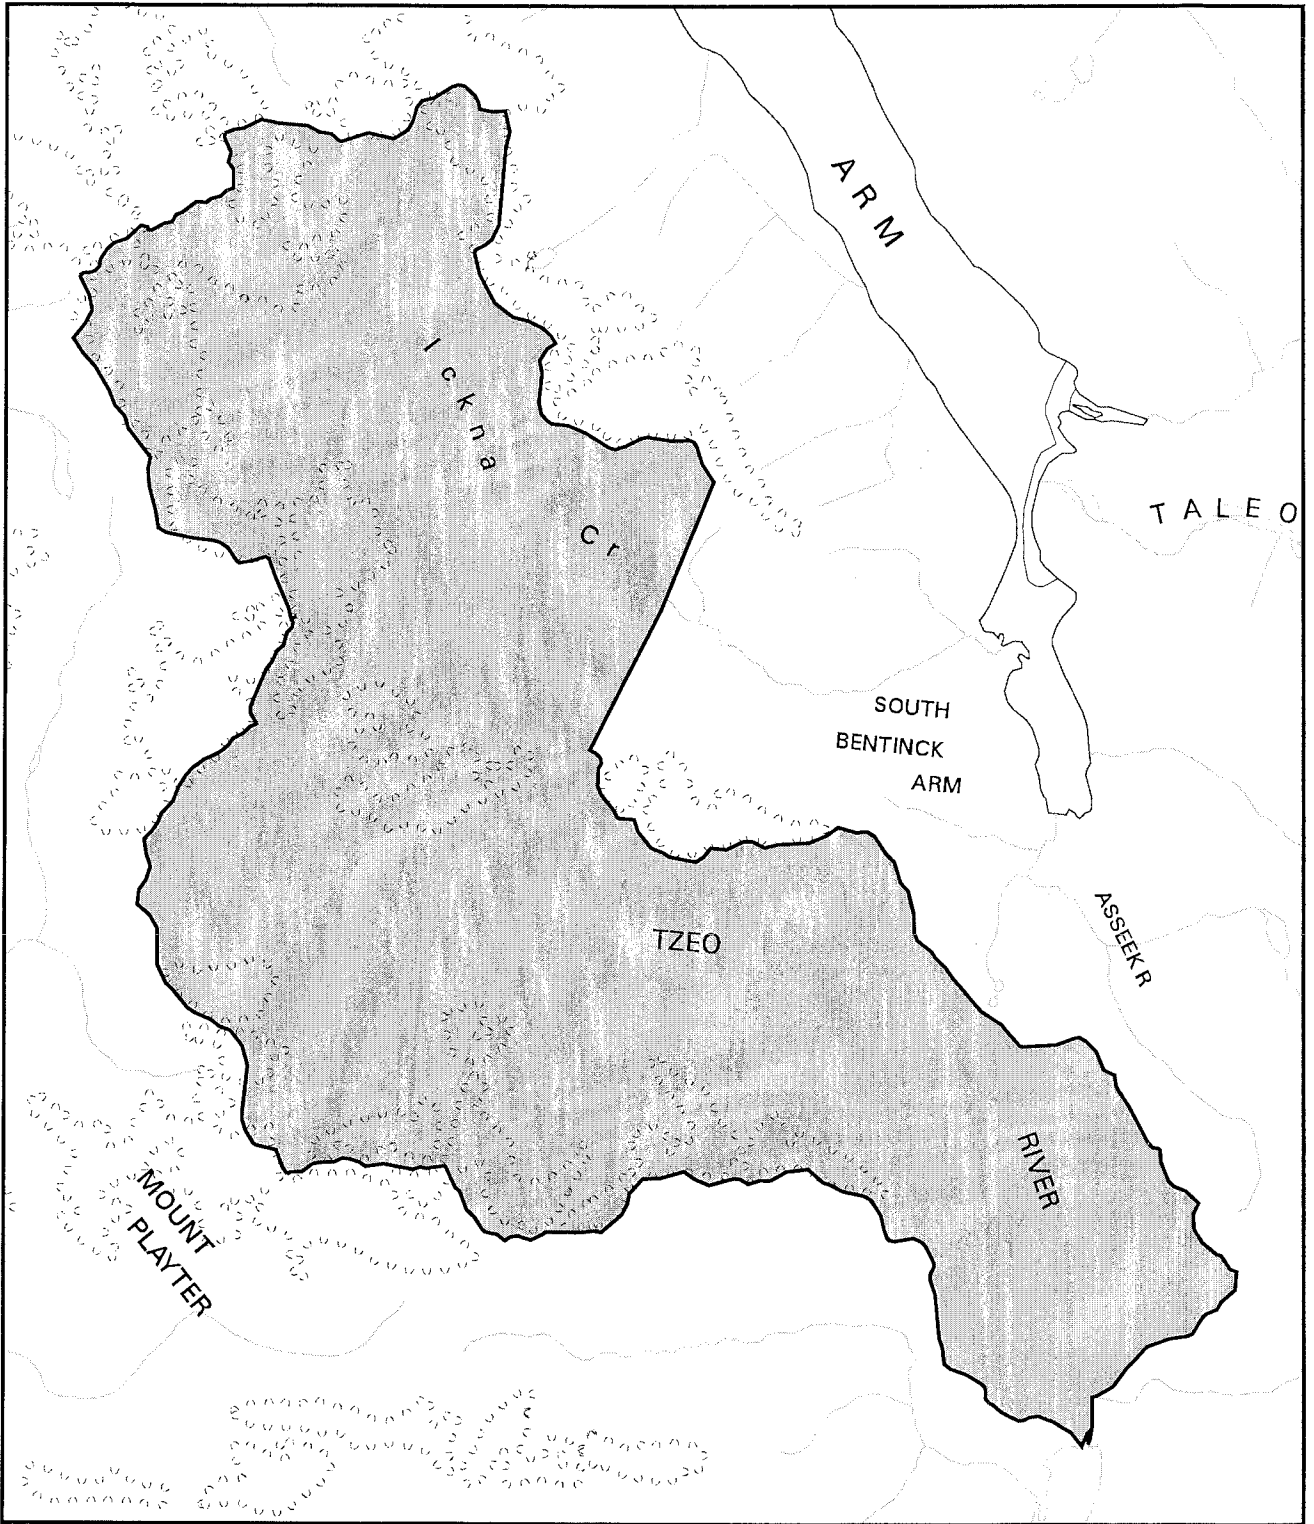 ARM
Ickna
Cr
TALEO
SOUTH
BENTINCK
ARM
ASSEEK R
TZEO
RIVER
MOUNT
PLAYTER